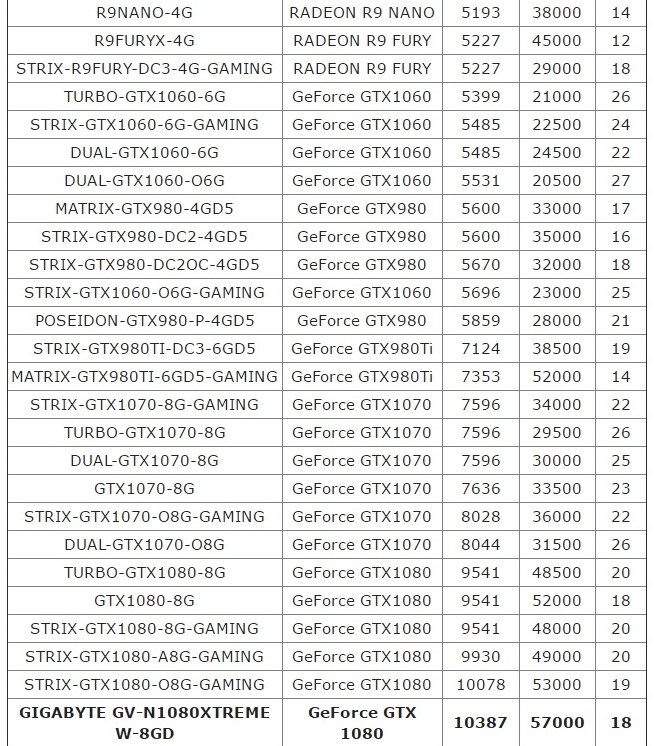 R9NANO-4G RADEON R9 NANO 5193 38000 14
R9FURYX-4G RADEON R9 FURY 5227 45000 12
STRIX-R9FURY-DC3-4G-GAMING RADEON R9 FURY 5227 29000 18
TURBO-GTX1060-6G GeForce GTX1060 5399 21000 26
STRIX-GTX1060-6G-GAMING GeForce GTX1060 5485 22500 24
DUAL-GTX1060-6G GeForce GTX1060 5485 24500 22
DUAL-GTX1060-O6G GeForce GTX1060 5531 20500 27
MATRIX-GTX980-4GD5 GeForce GTX980 5600 33000 17
STRIX-GTX980-DC2-4GD5 GeForce GTX980 5600 35000 16
STRIX-GTX980-DC2OC-4GD5 GeForce GTX980 5670 32000 18
STRIX-GTX1060-O6G-GAMING GeForce GTX1060 5696 23000 25
POSEIDON-GTX980-P-4GD5 GeForce GTX980 5859 28000 21
STRIX-GTX980TI-DC3-6GD5 GeForce GTX980Ti 7124 38500 19
MATRIX-GTX980TI-6GD5-GAMING GeForce GTX980Ti 7353 52000 14
STRIX-GTX1070-8G-GAMING GeForce GTX1070 7596 34000 22
TURBO-GTX1070-8G GeForce GTX1070 7596 29500 26
DUAL-GTX1070-8G GeForce GTX1070 7596 30000 25
GTX1070-8G GeForce GTX1070 7636 33500 23
STRIX-GTX1070-O8G-GAMING GeForce GTX1070 8028 36000 22
DUAL-GTX1070-O8G GeForce GTX1070 8044 31500 26
TURBO-GTX1080-8G GeForce GTX1080 9541 48500 20
GTX1080-8G GeForce GTX1080 9541 52000 18
STRIX-GTX1080-8G-GAMING GeForce GTX1080 9541 48000 20
STRIX-GTX1080-A8G-GAMING GeForce GTX1080 9930 49000 20
STRIX-GTX1080-O8G-GAMING GeForce GTX1080 10078 53000 19
GIGABYTE GV-N1080XTREME GeForce GTX
W-8GD 1080 10387 57000 18